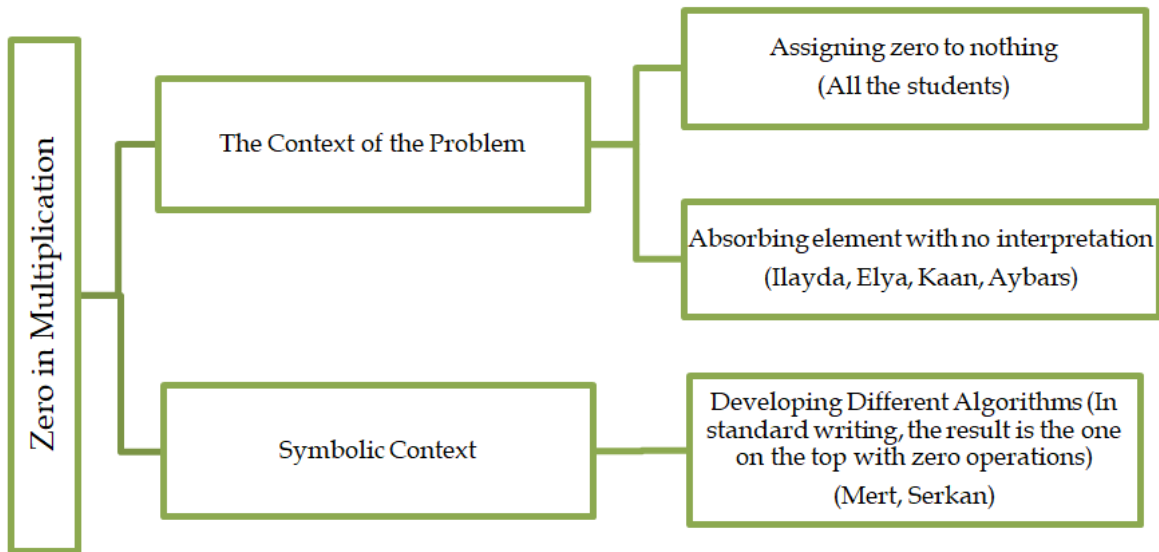 Zero in Multiplication
The Context of the Problem
Assigning zero to nothing
(All the students)
Absorbing element with no interpretation
(Ilayda, Elya, Kaan, Aybars)
Symbolic Context
Developing Different Algorithms (In
standard writing, the result is the one
on the top with zero operations)
(Mert, Serkan)